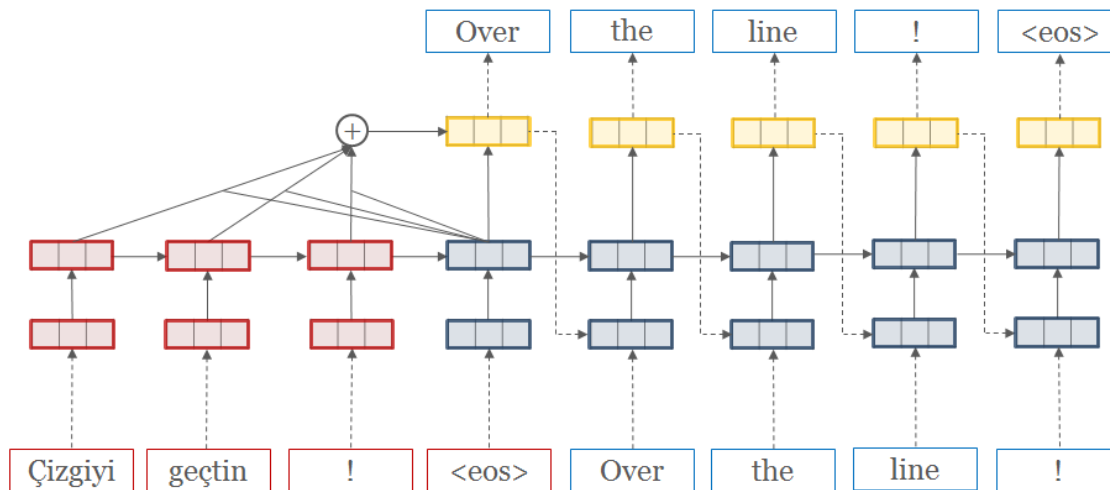 Over the line ! <eos>
+
Çizgiyi geçtin ! <eos> Over the line !